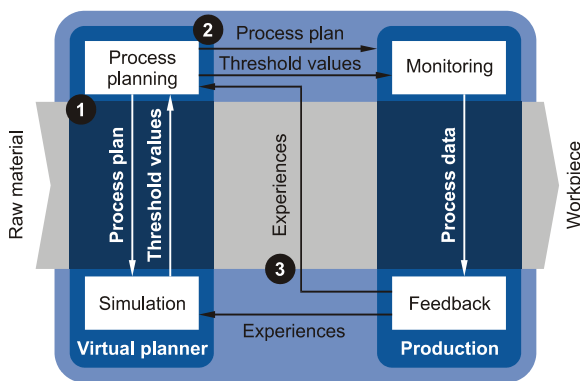 2
Process plan
Process
planning
Threshold values
Monitoring
1
Raw material
Process plan
Threshold values
Experiences
Process data
Workpiece
3
Simulation
Feedback
Experiences
Virtual planner
Production